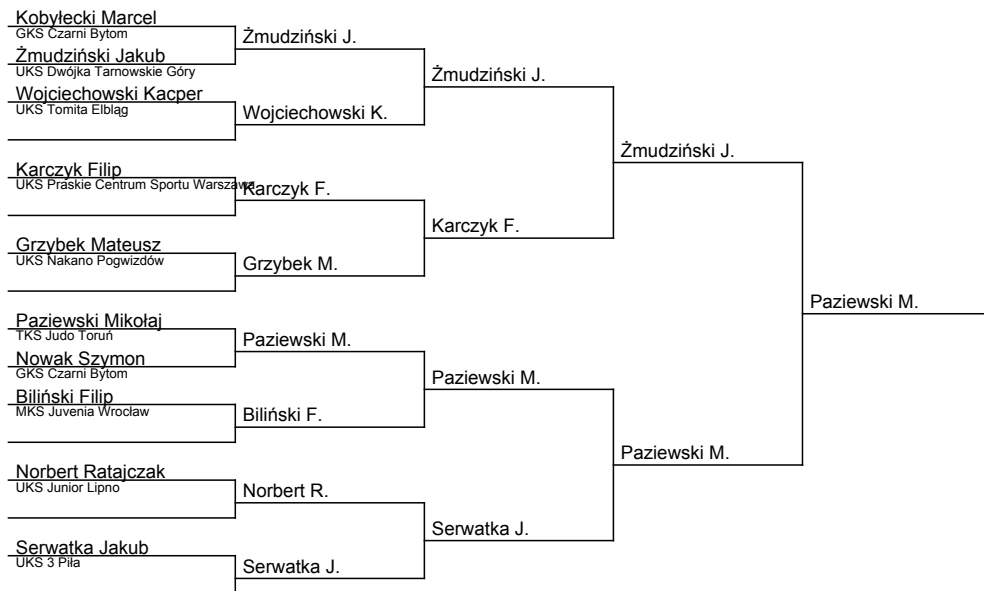 Kobyłecki Marcel
GKS Czarni Bytom
Żmudziński J.
Żmudziński Jakub
UKS Dwójka Tarnowskie Góry
Żmudziński J.
Wojciechowski Kacper
UKS Tomita Elbląg
Wojciechowski K.
Żmudziński J.
Karczyk Filip
UKS Praskie Centrum Sportu Warszawa
Karczyk F.
Karczyk F.
Grzybek Mateusz
UKS Nakano Pogwizdów
Grzybek M.
Paziewski M.
Paziewski Mikołaj
TKS Judo Toruń
Paziewski M.
Nowak Szymon
GKS Czarni Bytom
Paziewski M.
Biliński Filip
MKS Juvenia Wrocław
Biliński F.
Paziewski M.
Norbert Ratajczak
UKS Junior Lipno
Norbert R.
Serwatka J.
Serwatka Jakub
UKS 3 Piła
Serwatka J.